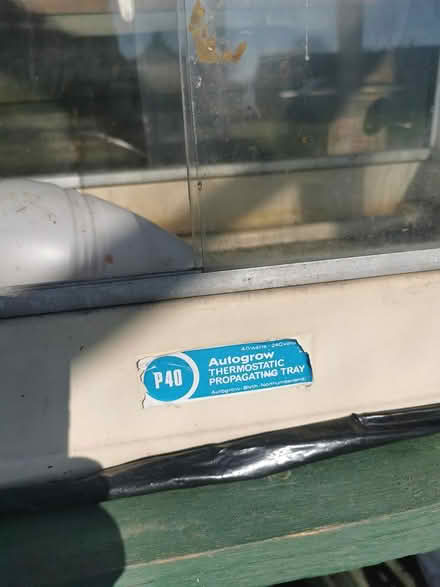 40watts - 240volts
P40
Autogrow
THERMOSTATIC
PROPAGATING TRAY
Autogrow-Blyth-Northumberland